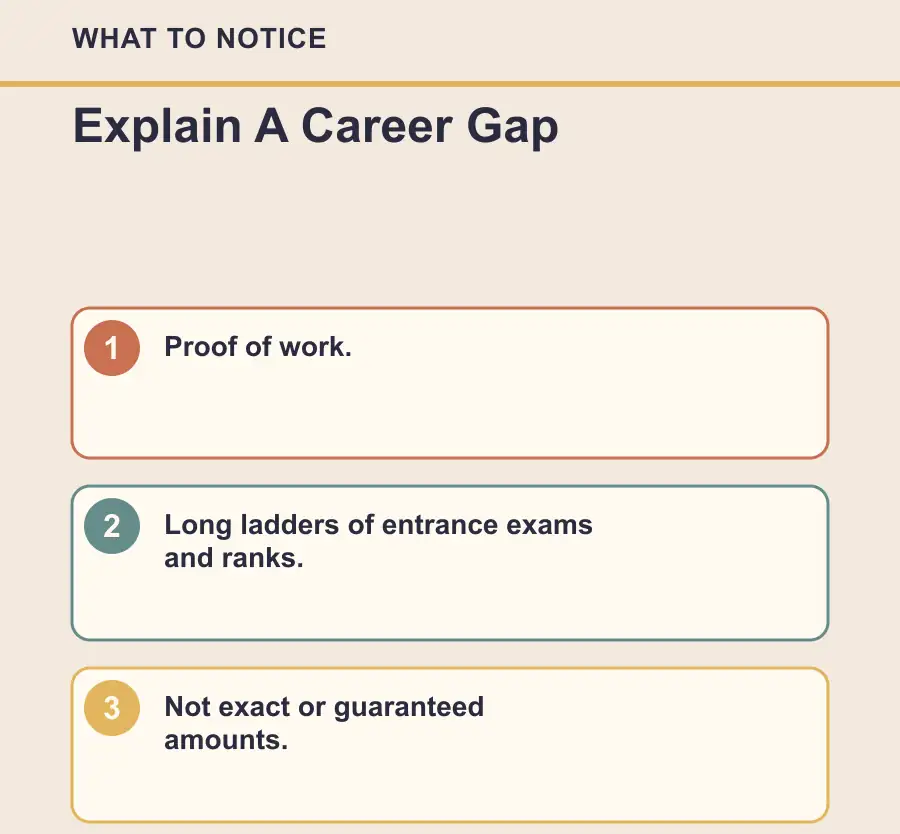 WHAT TO NOTICE
Explain A Career Gap
1
Proof of work.
2
Long ladders of entrance exams
and ranks.
3
Not exact or guaranteed
amounts.